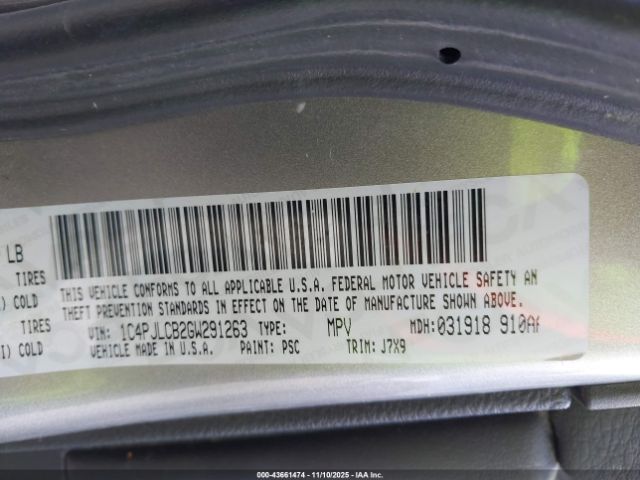 LB
THIS VEHICLE CONFORMS TO ALL APPLICABLE U.S.A. FEDERAL MOTOR VEHICLE SAFETY AN
TIRES
THEFT PREVENTION STANDARDS IN EFFECT ON THE DATE OF MANUFACTURE SHOWN ABOVE.
) COLD
VIN: 1C4PJLCB2GW291263 TYPE: MPV MDH: 031918 910AA
TIRES
VEHICLE MADE IN U.S.A. PAINT: PSC TRIM: J7X9
I) COLD
000-43661474 — 11/10/2025 — IAA Inc.